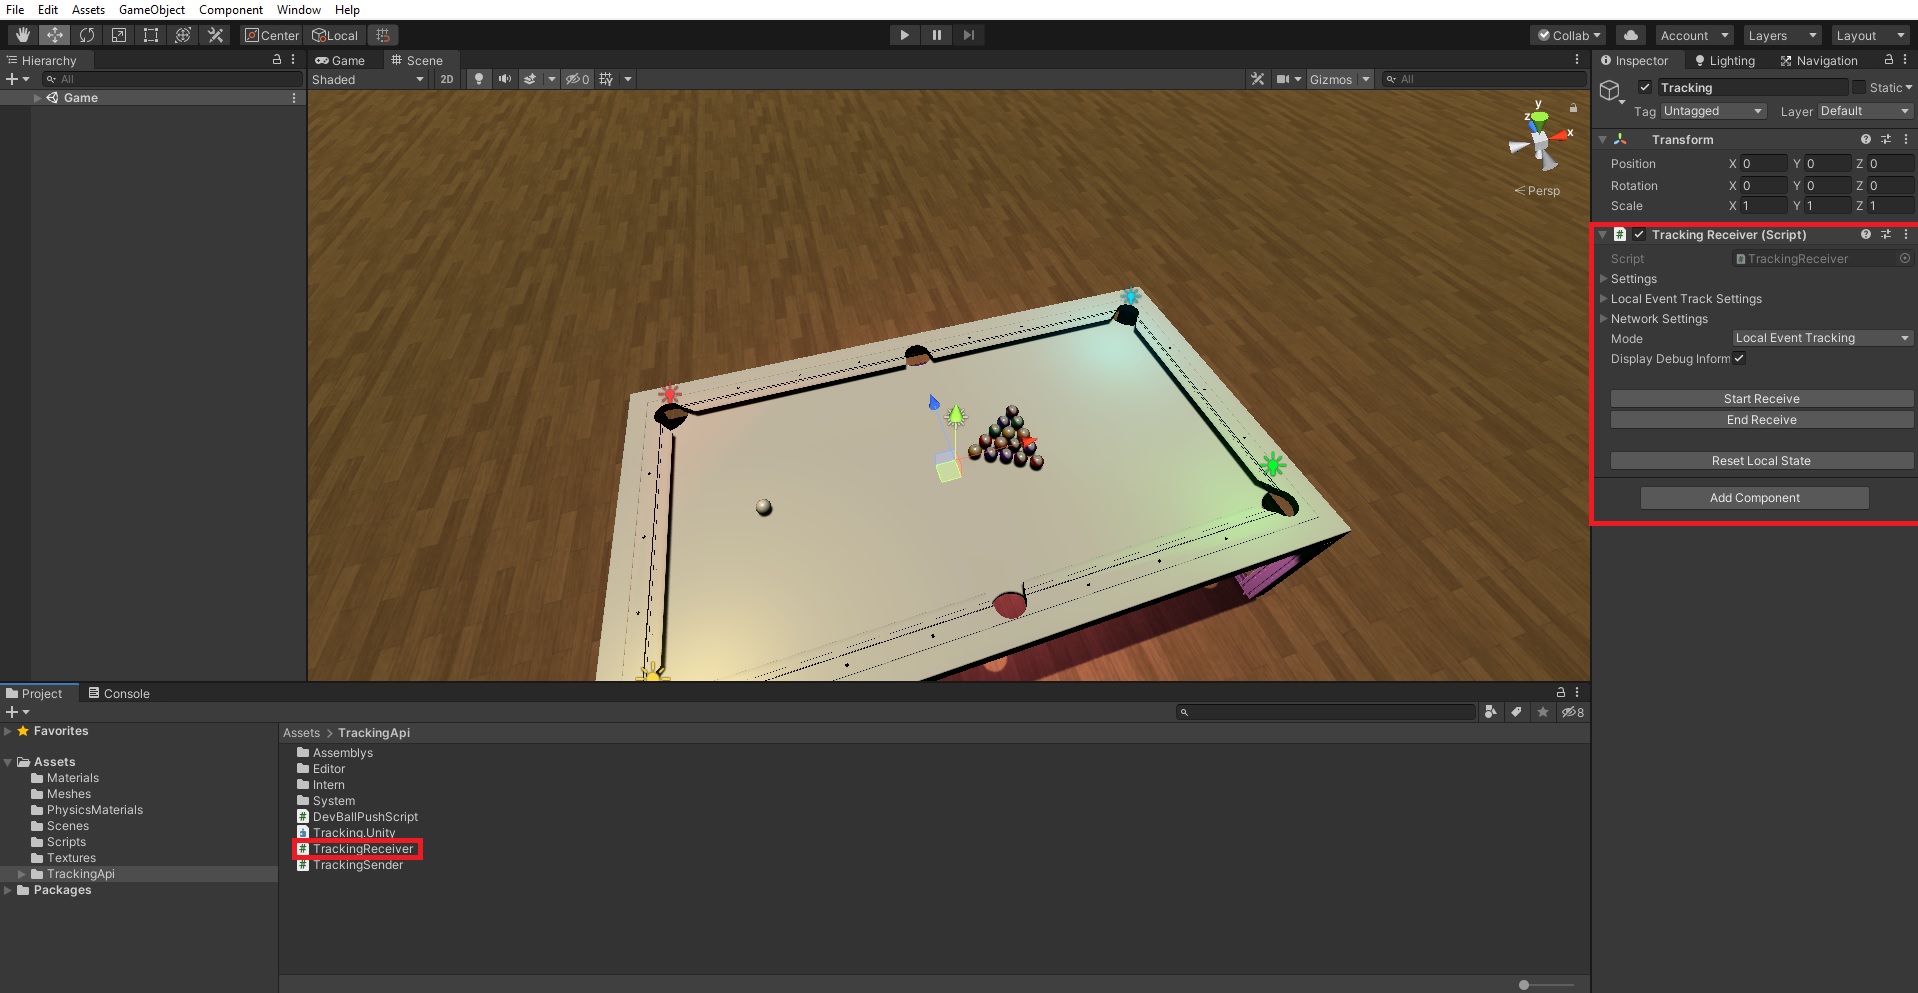 File Edit Assets GameObject Component Window Help
Center Local Collab Account Layers Layout
Hierarchy
All
Game
Game Scene
Shaded 2D 0 Gizmos All
y
z
x
Persp
Inspector Lighting Navigation
Tracking Static
Tag Untagged Layer Default
Transform
Position X 0 Y 0 Z 0
Rotation X 0 Y 0 Z 0
Scale X 1 Y 1 Z 1
# Tracking Receiver (Script)
Script TrackingReceiver
Settings
Local Event Track Settings
Network Settings
Mode Local Event Tracking
Display Debug Inform
Start Receive
End Receive
Reset Local State
Add Component
Project Console
8
Favorites
Assets
Materials
Meshes
PhysicsMaterials
Scenes
Scripts
Textures
TrackingApi
Packages
Assets > TrackingApi
Assemblys
Editor
Intern
System
# DevBallPushScript
Tracking.Unity
# TrackingReceiver
# TrackingSender